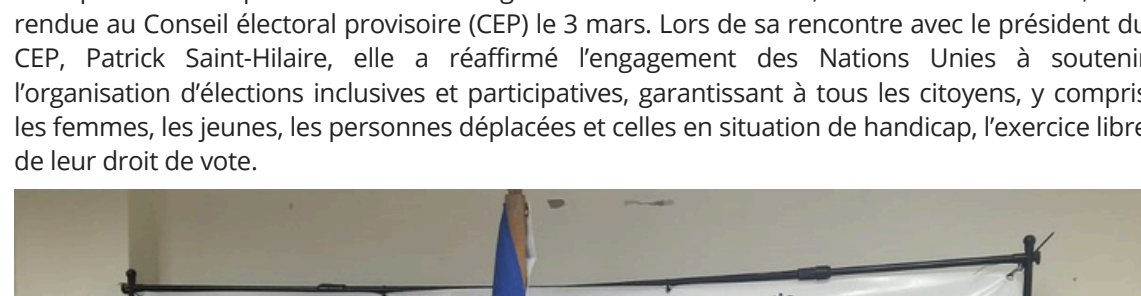 rendue au Conseil électoral provisoire (CEP) le 3 mars. Lors de sa rencontre avec le président du
CEP, Patrick Saint-Hilaire, elle a réaffirmé l’engagement des Nations Unies à soutenir
l’organisation d’élections inclusives et participatives, garantissant à tous les citoyens, y compris
les femmes, les jeunes, les personnes déplacées et celles en situation de handicap, l’exercice libre
de leur droit de vote.